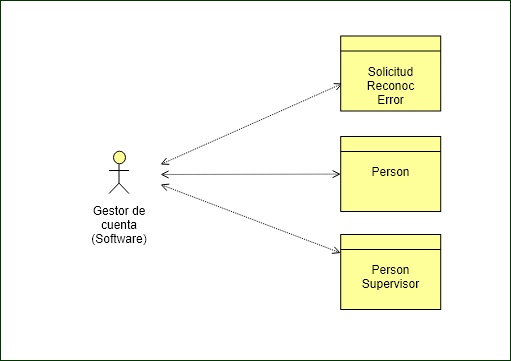 Solicitud
Reconoc
Error
Person
Gestor de
cuenta
(Software)
Person
Supervisor